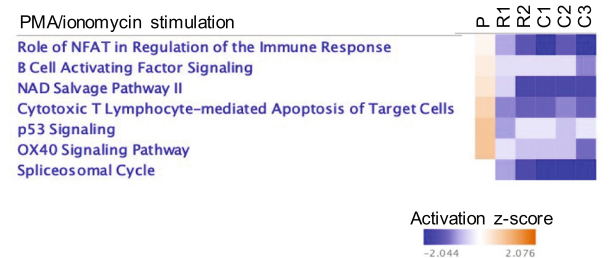 PMA/ionomycin stimulation P R1 R2 C1 C2 C3
Role of NFAT in Regulation of the Immune Response
B Cell Activating Factor Signaling
NAD Salvage Pathway II
Cytotoxic T Lymphocyte-mediated Apoptosis of Target Cells
p53 Signaling
OX40 Signaling Pathway
Spliceosomal Cycle
Activation z-score
-2.044 2.076